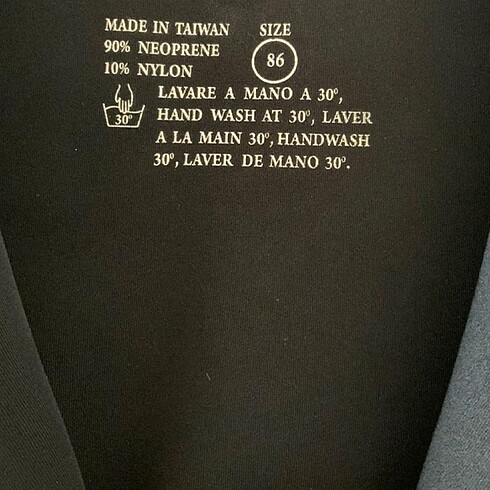 MADE IN TAIWAN SIZE
90% NEOPRENE
86
10% NYLON
LAVARE A MANO A 30°,
30° HAND WASH AT 30°, LAVER
A LA MAIN 30°, HANDWASH
30°, LAVER DE MANO 30°.